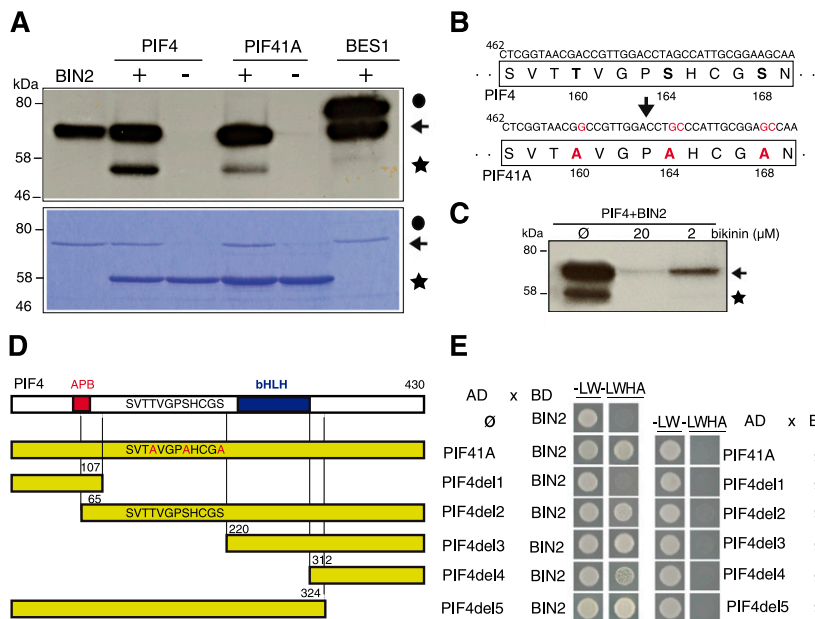 A
PIF4 PIF41A BES1
BIN2 + - + - +
kDa
80
58
46
80
58
46
B
462
CTCGGTAACGACCGTTGGACCTAGCCATTGCGGAAGCAA
· · S V T T V G P S H C G S N ·
PIF4 160 164 168
462
CTCGGTAACGGCCGTTGGACCTGCCCATTGCGGAGCCAA
· · S V T A V G P A H C G A N ·
PIF41A 160 164 168
C
PIF4+BIN2
kDa Ø 20 2 bikinin (µM)
80
58
D
PIF4 APB bHLH 430
SVTTVGPSHCGS
SVTAVGPAHCGA
107
65
SVTTVGPSHCGS
220
312
324
E
AD x BD -LW -LWHA
Ø BIN2 -LW -LWHA AD x
PIF41A BIN2 PIF41A
PIF4del1 BIN2 PIF4del1
PIF4del2 BIN2 PIF4del2
PIF4del3 BIN2 PIF4del3
PIF4del4 BIN2 PIF4del4
PIF4del5 BIN2 PIF4del5